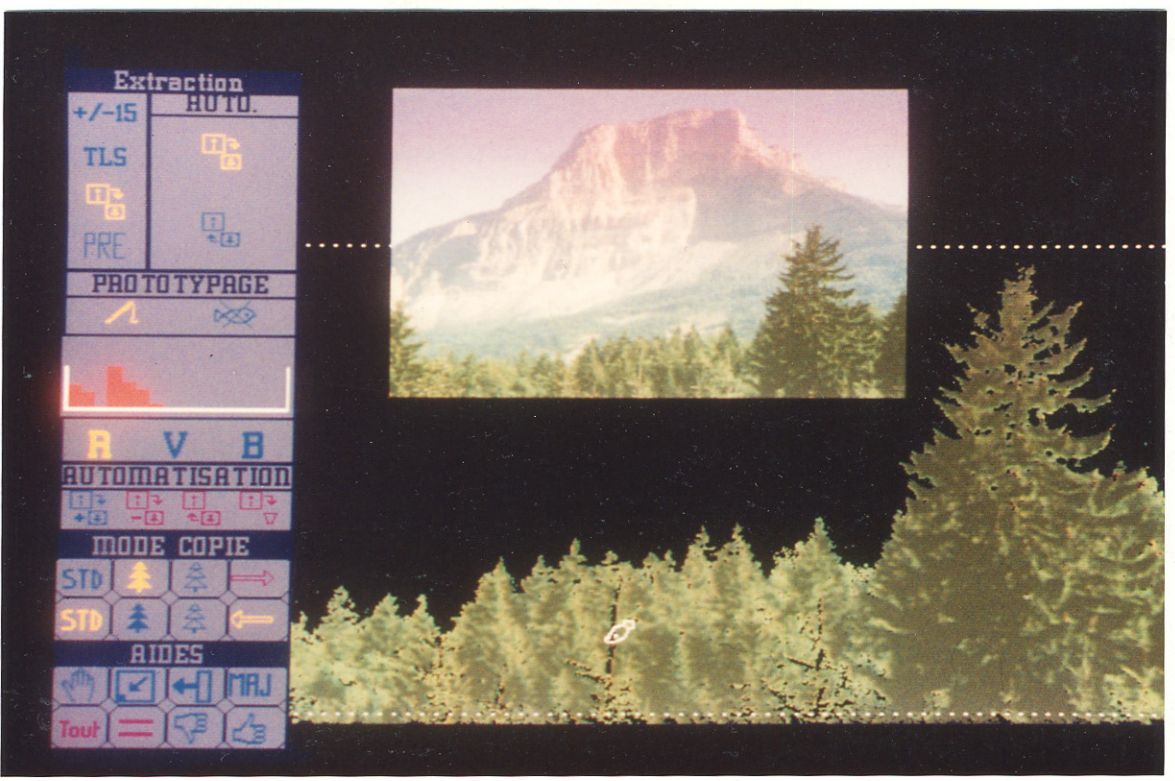 Extraction
+/-15
AUTO.
TLS
PRE
PROTOTYPAGE
R V B
AUTOMATISATION
MODE COPIE
STD
STD
AIDES
MAJ
Tout